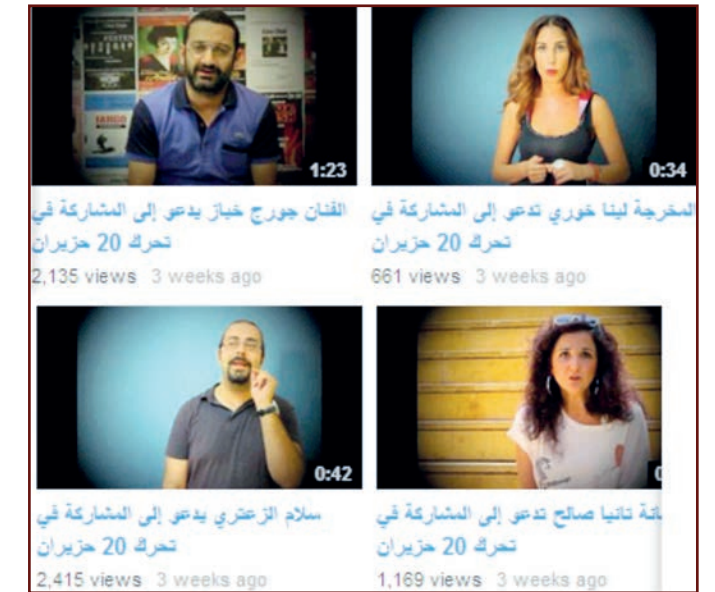 1:23
الفنان جورج خباز يدعو إلى المشاركة في
تحرك 20 حزيران
2,135 views 3 weeks ago
0:34
المخرجة لينا خوري تدعو إلى المشاركة في
تحرك 20 حزيران
661 views 3 weeks ago
0:42
سلام الزعتري يدعو إلى المشاركة في
تحرك 20 حزيران
2,415 views 3 weeks ago
تانيا صالح تدعو إلى المشاركة في
تحرك 20 حزيران
1,169 views 3 weeks ago